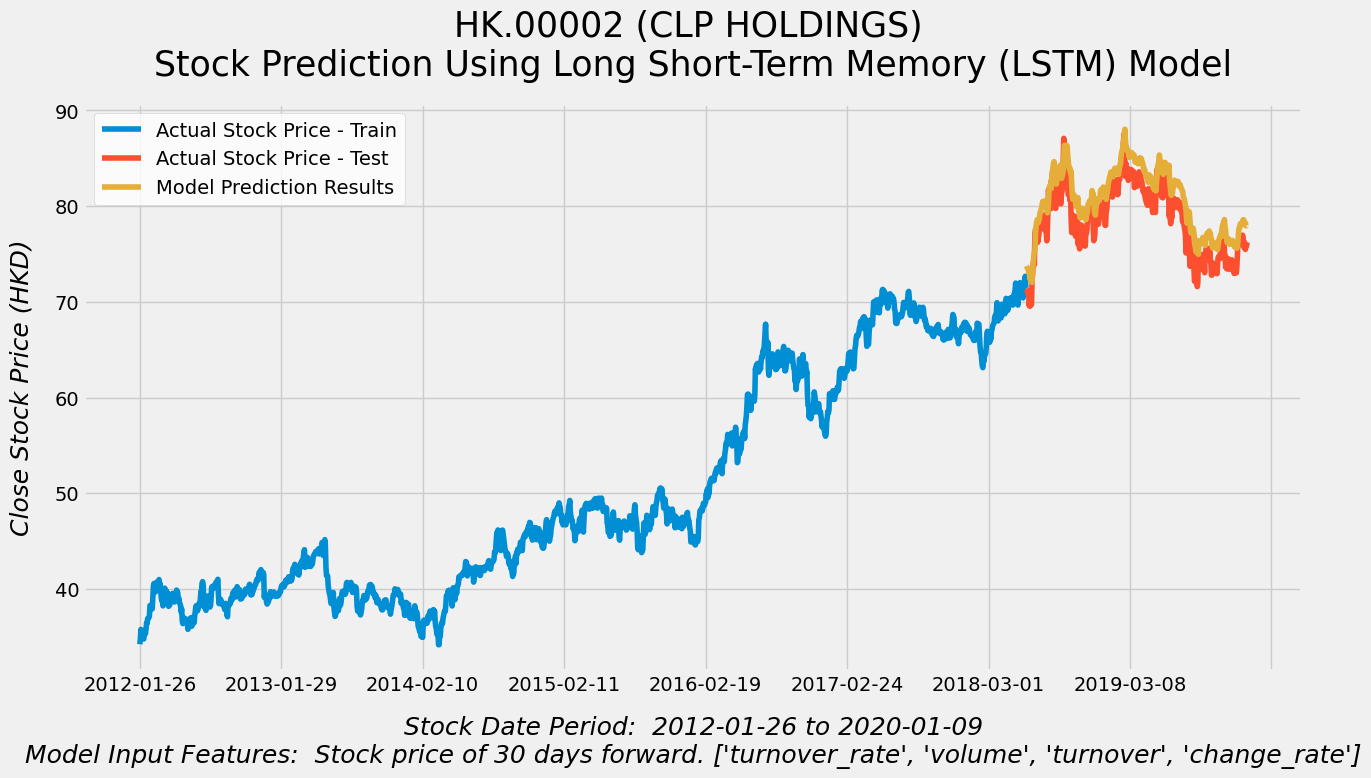 HK.00002 (CLP HOLDINGS)
Stock Prediction Using Long Short-Term Memory (LSTM) Model
Close Stock Price (HKD)
90
80
70
60
50
40
Actual Stock Price - Train
Actual Stock Price - Test
Model Prediction Results
2012-01-26 2013-01-29 2014-02-10 2015-02-11 2016-02-19 2017-02-24 2018-03-01 2019-03-08
Stock Date Period:  2012-01-26 to 2020-01-09
Model Input Features:  Stock price of 30 days forward. ['turnover_rate', 'volume', 'turnover', 'change_rate']